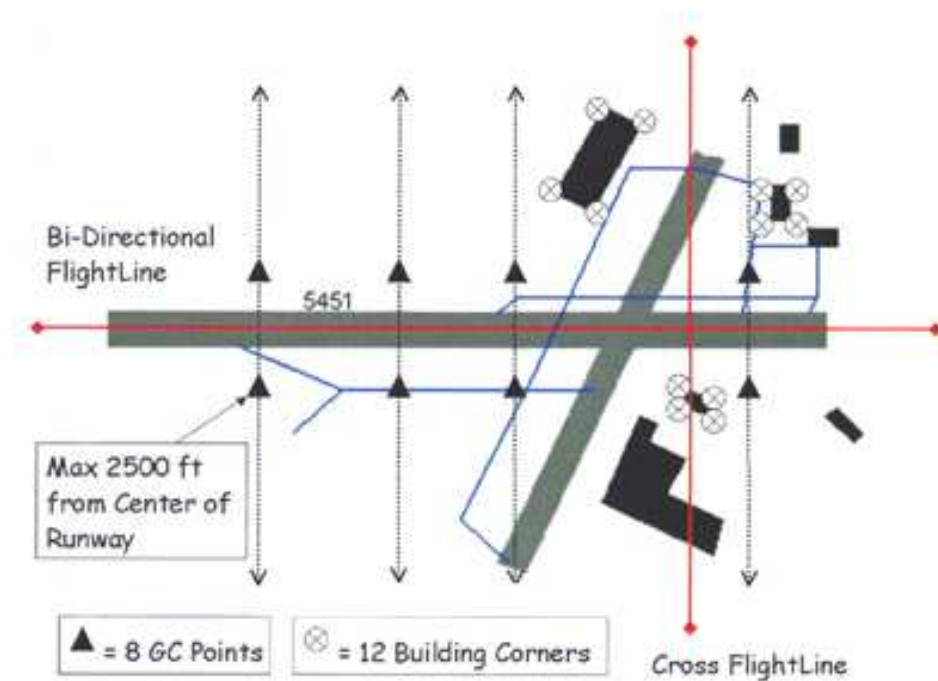 Bi-Directional
FlightLine
5451
Max 2500 ft
from Center of
Runway
= 8 GC Points
= 12 Building Corners
Cross FlightLine